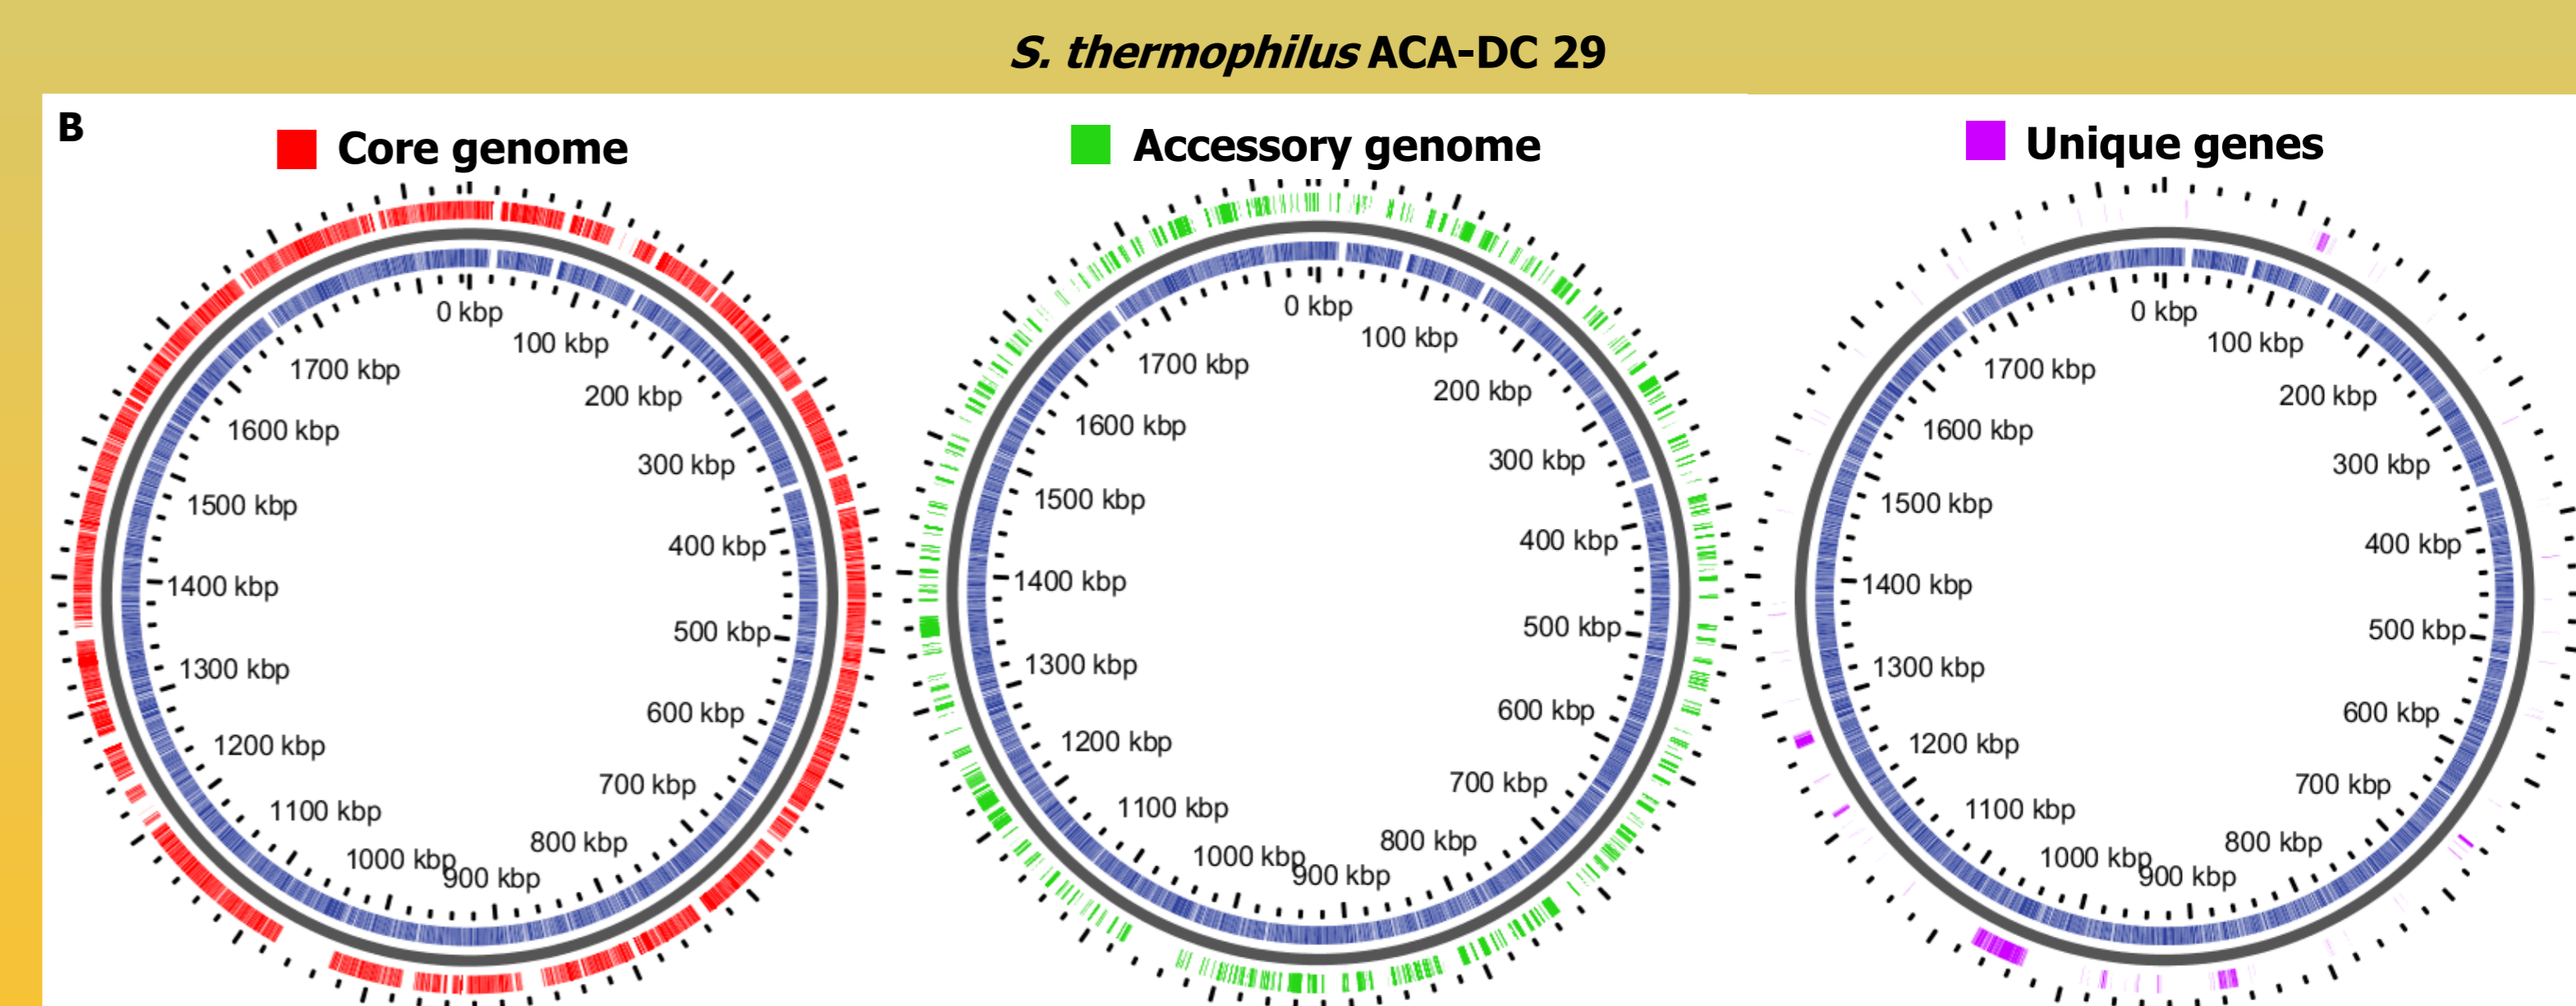 S. thermophilus ACA-DC 29
B
Core genome
0 kbp
100 kbp
200 kbp
300 kbp
400 kbp
500 kbp
600 kbp
700 kbp
800 kbp
900 kbp
1000 kbp
1100 kbp
1200 kbp
1300 kbp
1400 kbp
1500 kbp
1600 kbp
1700 kbp
Accessory genome
0 kbp
100 kbp
200 kbp
300 kbp
400 kbp
500 kbp
600 kbp
700 kbp
800 kbp
900 kbp
1000 kbp
1100 kbp
1200 kbp
1300 kbp
1400 kbp
1500 kbp
1600 kbp
1700 kbp
Unique genes
0 kbp
100 kbp
200 kbp
300 kbp
400 kbp
500 kbp
600 kbp
700 kbp
800 kbp
900 kbp
1000 kbp
1100 kbp
1200 kbp
1300 kbp
1400 kbp
1500 kbp
1600 kbp
1700 kbp